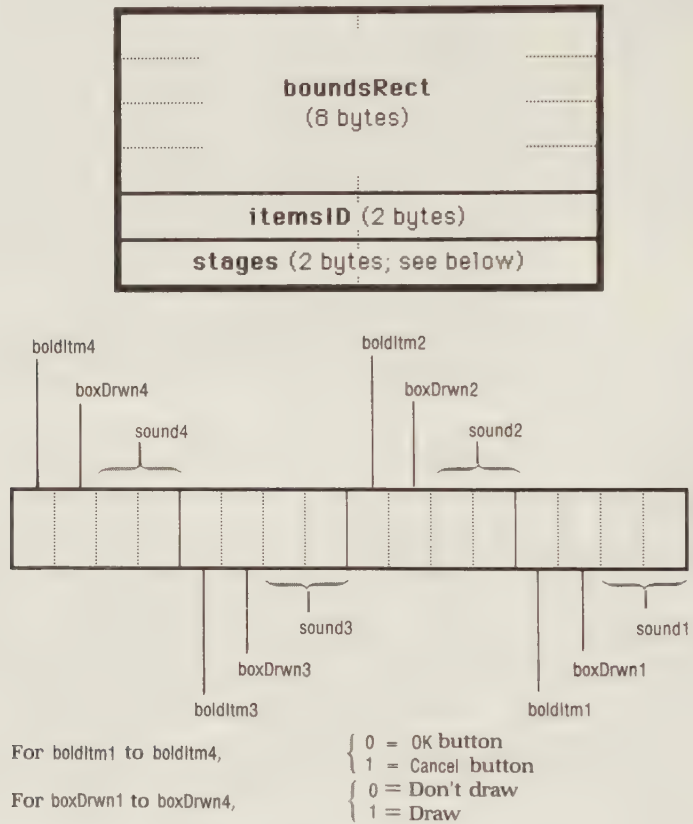 boundsRect
(8 bytes)
itemsID (2 bytes)
stages (2 bytes; see below)
boldItm4
boldItm2
boxDrwn4
boxDrwn2
sound4
sound2
sound3
sound1
boxDrwn3
boxDrwn1
boldItm3
boldItm1
For boldItm1 to boldItm4,
{ 0 = OK button
1 = Cancel button
For boxDrwn1 to boxDrwn4,
{ 0 = Don't draw
1 = Draw